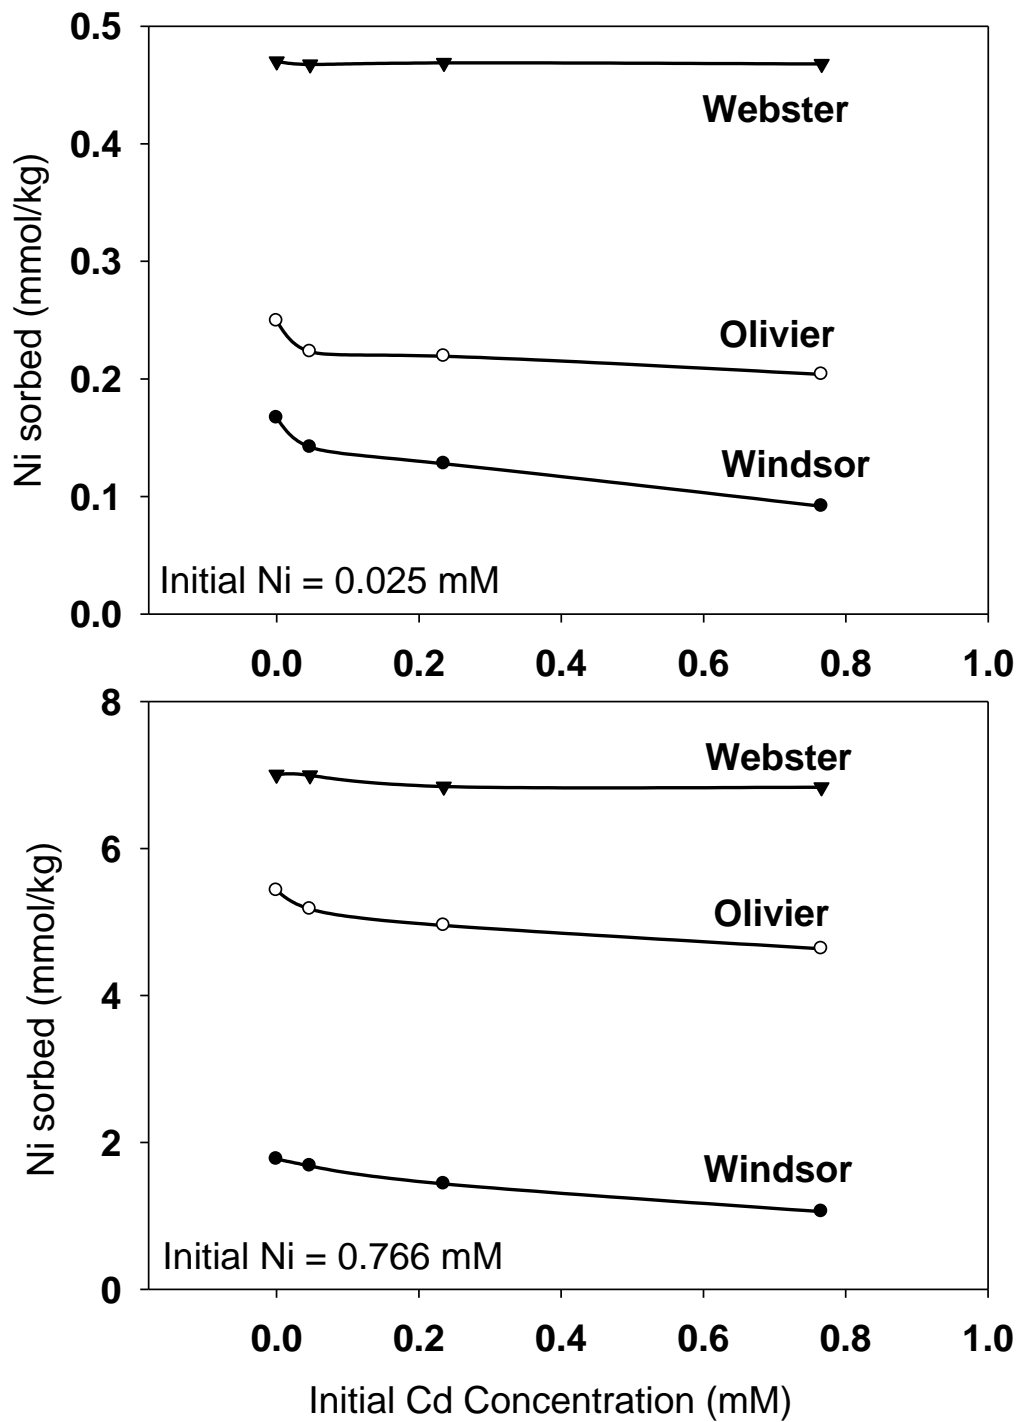 0.5
Webster
0.4
Ni sorbed (mmol/kg)
0.3
Olivier
0.2
Windsor
0.1
Initial Ni = 0.025 mM
0.0
0.0 0.2 0.4 0.6 0.8 1.0
8
Webster
6
Ni sorbed (mmol/kg)
Olivier
4
2
Windsor
Initial Ni = 0.766 mM
0
0.0 0.2 0.4 0.6 0.8 1.0
Initial Cd Concentration (mM)